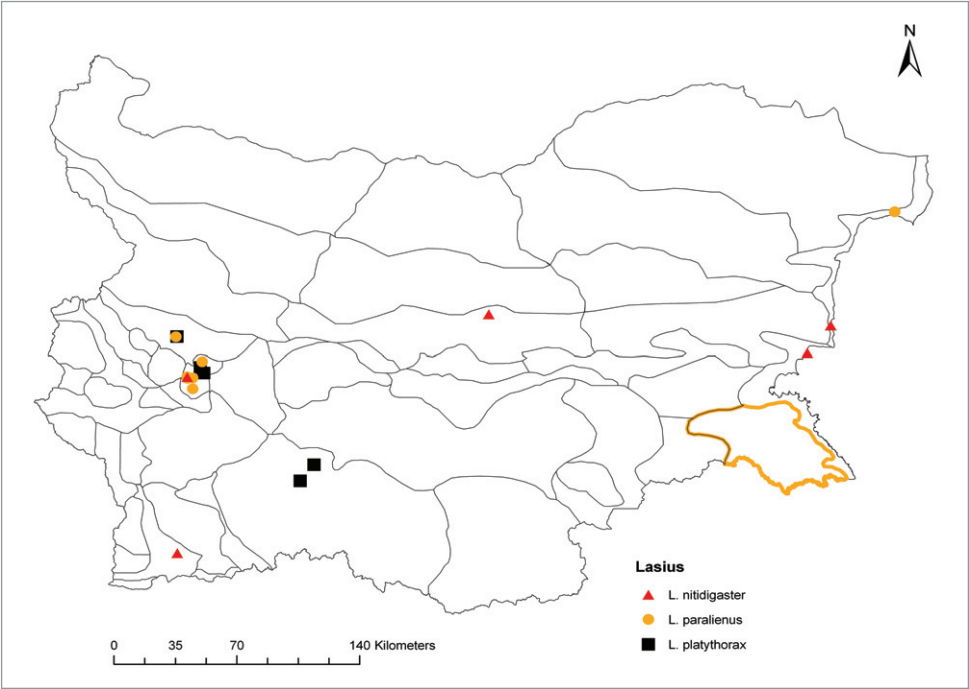 N
Lasius
L. nitidigaster
L. paralienus
L. platythorax
0 35 70 140 Kilometers